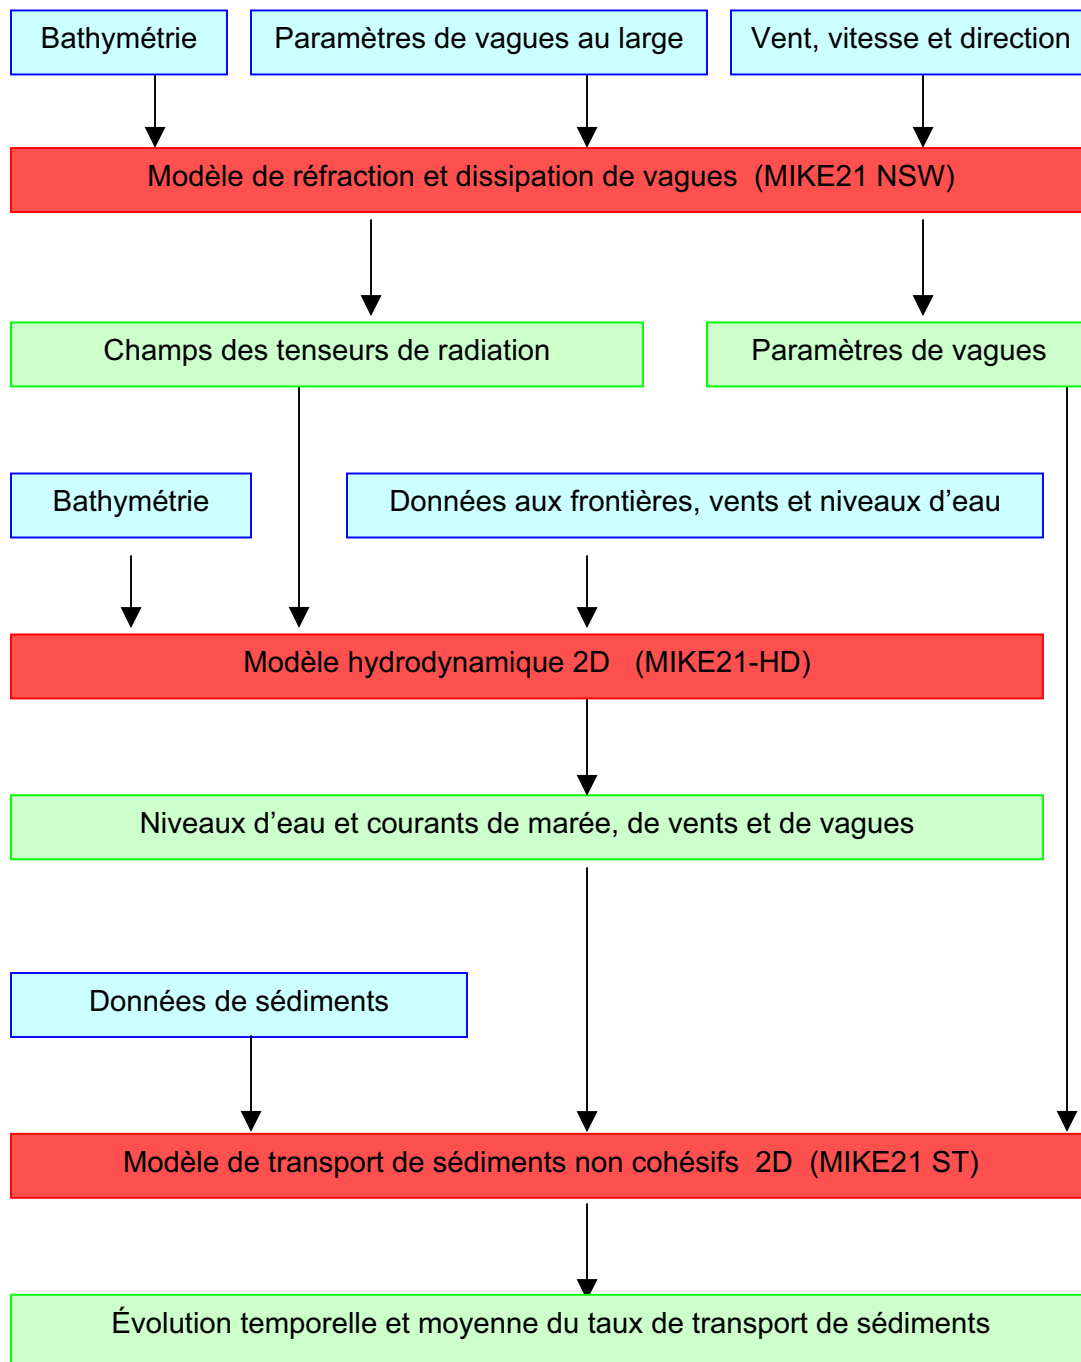 Bathymétrie
Paramètres de vagues au large
Vent, vitesse et direction
Modèle de réfraction et dissipation de vagues (MIKE21 NSW)
Champs des tenseurs de radiation
Paramètres de vagues
Bathymétrie
Données aux frontières, vents et niveaux d'eau
Modèle hydrodynamique 2D (MIKE21-HD)
Niveaux d'eau et courants de marée, de vents et de vagues
Données de sédiments
Modèle de transport de sédiments non cohésifs 2D (MIKE21 ST)
Évolution temporelle et moyenne du taux de transport de sédiments